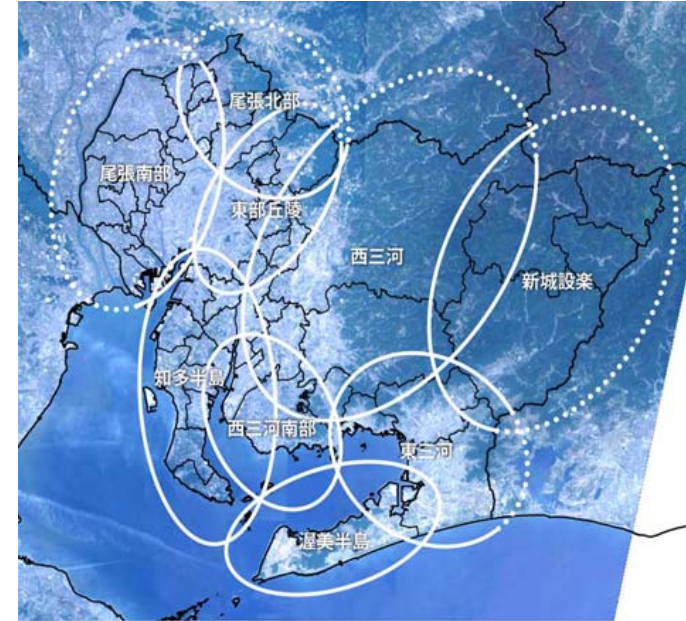 尾張北部
尾張南部
東部丘陵
西三河
新城設楽
知多半島
西三河南部
東三河
渥美半島